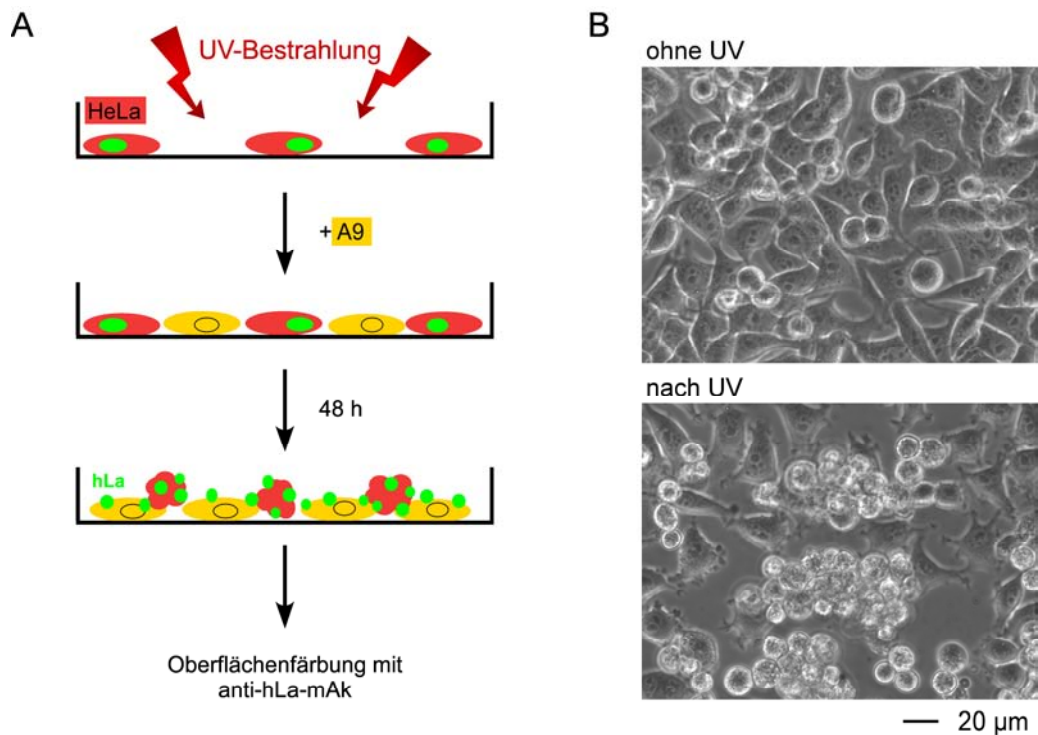 A
UV-Bestrahlung
HeLa
+ A9
48 h
hLa
Oberflächenfärbung mit
anti-hLa-mAk
B
ohne UV
nach UV
20 µm